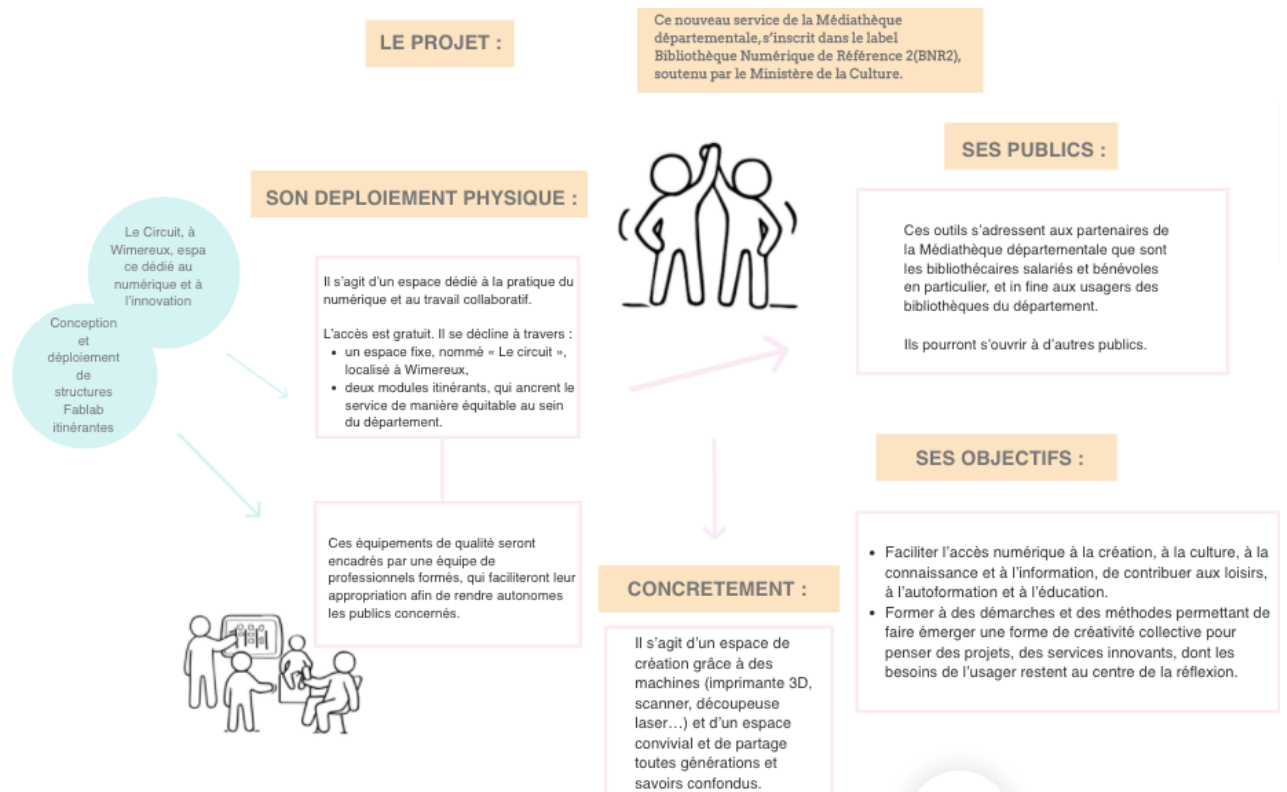 LE PROJET :
Ce nouveau service de la Médiathèque
départementale, s'inscrit dans le label
Bibliothèque Numérique de Référence 2(BNR2),
soutenu par le Ministère de la Culture.
SES PUBLICS :
SON DEPLOIEMENT PHYSIQUE :
Le Circuit, à
Wimereux, espa
ce dédié au
numérique et à
l'innovation
Conception
et
déploiement
de
structures
Fablab
itinérantes
Il s'agit d'un espace dédié à la pratique du
numérique et au travail collaboratif.
L'accès est gratuit. Il se décline à travers :
• un espace fixe, nommé « Le circuit »,
localisé à Wimereux,
• deux modules itinérants, qui ancrent le
service de manière équitable au sein
du département.
Ces outils s'adressent aux partenaires de
la Médiathèque départementale que sont
les bibliothécaires salariés et bénévoles
en particulier, et in fine aux usagers des
bibliothèques du département.
Ils pourront s'ouvrir à d'autres publics.
Ces équipements de qualité seront
encadrés par une équipe de
professionnels formés, qui faciliteront leur
appropriation afin de rendre autonomes
les publics concernés.
SES OBJECTIFS :
• Faciliter l'accès numérique à la création, à la culture, à la
connaissance et à l'information, de contribuer aux loisirs,
à l'autoformation et à l'éducation.
• Former à des démarches et des méthodes permettant de
faire émerger une forme de créativité collective pour
penser des projets, des services innovants, dont les
besoins de l'usager restent au centre de la réflexion.
CONCRETEMENT :
Il s'agit d'un espace de
création grâce à des
machines (imprimante 3D,
scanner, découpeuse
laser…) et d'un espace
convivial et de partage
toutes générations et
savoirs confondus.